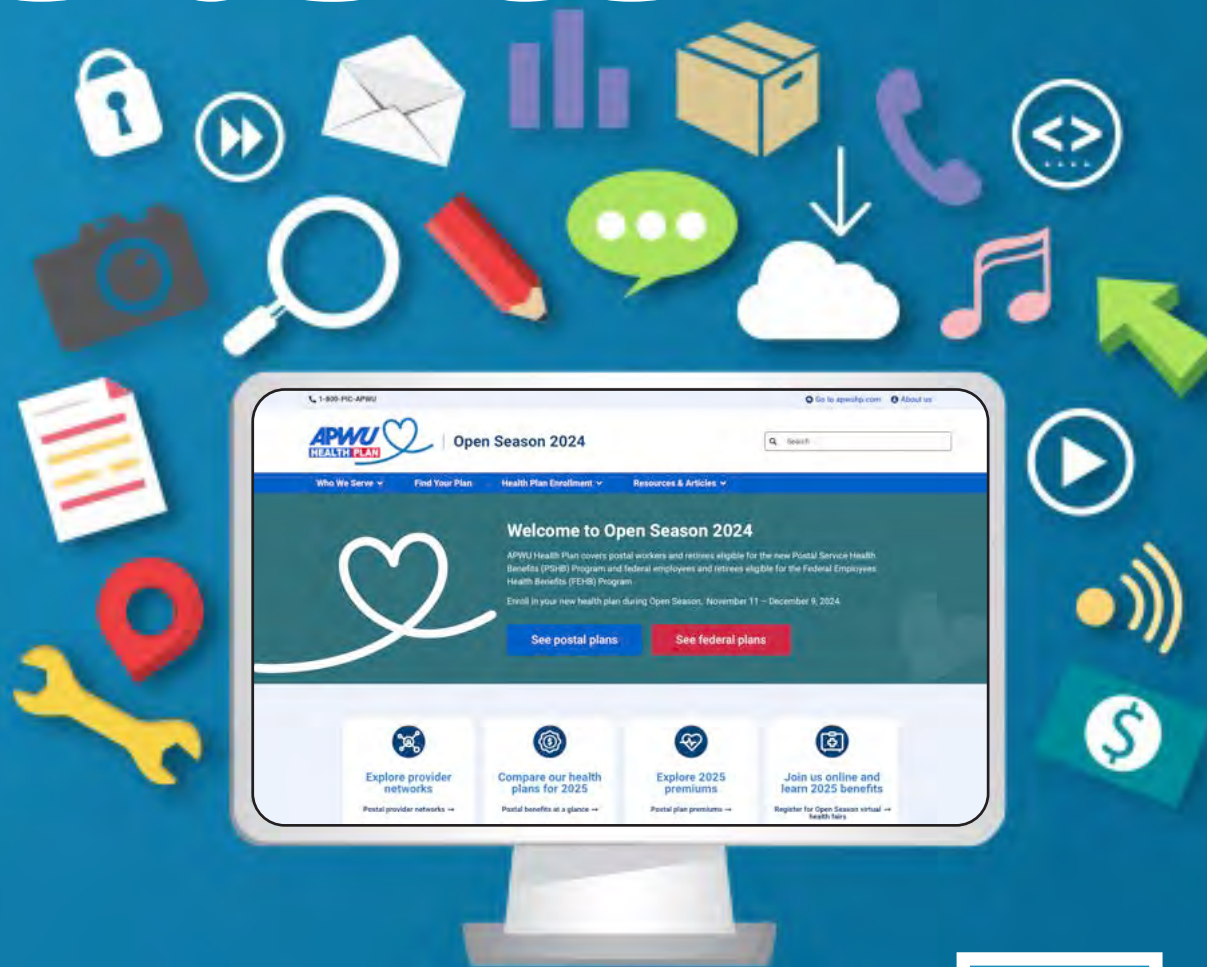 1-800-PIC-APWU
Go to apwuhp.com About us
APWU
HEALTH PLAN
Open Season 2024
Search
Who We Serve Find Your Plan Health Plan Enrollment Resources & Articles
Welcome to Open Season 2024
APWU Health Plan covers postal workers and retirees eligible for the new Postal Service Health
Benefits (PSHB) Program and federal employees and retirees eligible for the Federal Employees
Health Benefits (FEHB) Program
Enroll in your new health plan during Open Season, November 11 – December 9, 2024
See postal plans See federal plans
Explore provider
networks
Postal provider networks →
Compare our health
plans for 2025
Postal benefits at a glance →
Explore 2025
premiums
Postal plan premiums →
Join us online and
learn 2025 benefits
Register for Open Season virtual →
health fairs
$